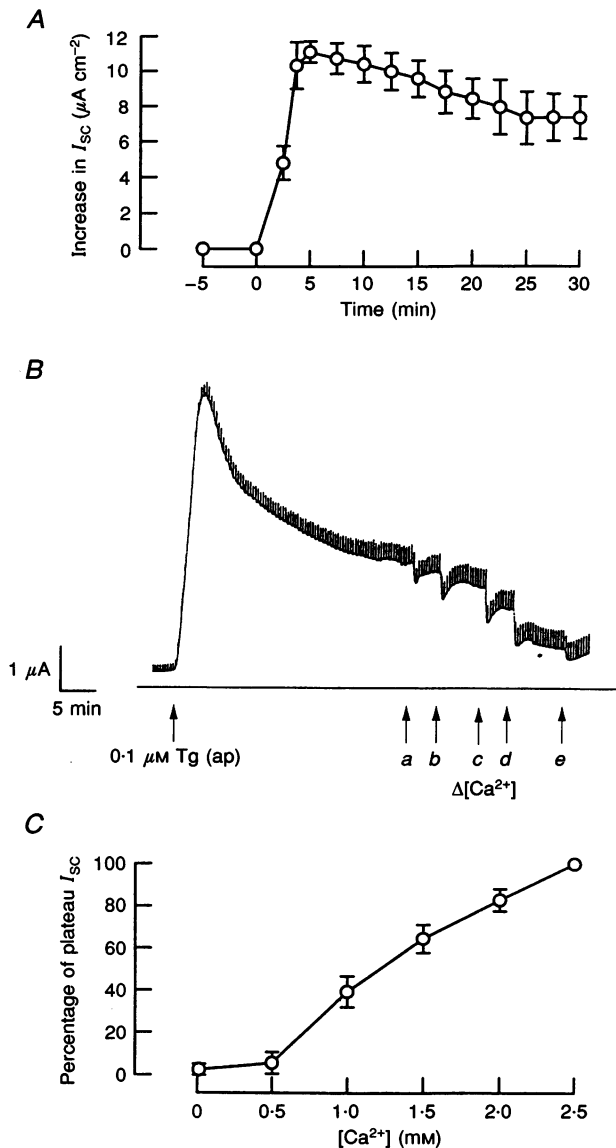 A
Increase in ISC (μA cm−2)
12
10
8
6
4
2
0
−5 0 5 10 15 20 25 30
Time (min)
B
1 μA
5 min
0·1 μM Tg (ap)
a b c d e
Δ[Ca2+]
C
Percentage of plateau ISC
100
80
60
40
20
0
0 0·5 1·0 1·5 2·0 2·5
[Ca2+] (mM)